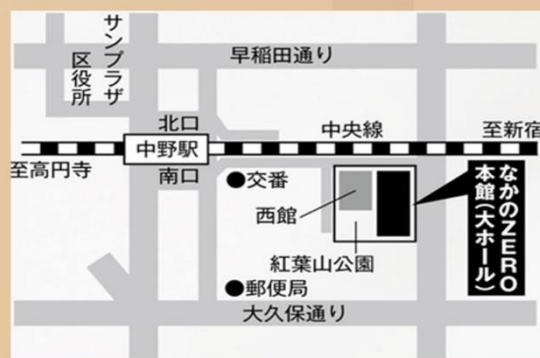 サンプラザ
区役所
早稲田通り
北口
中央線
至新宿
中野駅
至高円寺
南口
交番
西館
なかのZERO
本館(大ホール)
紅葉山公園
郵便局
大久保通り